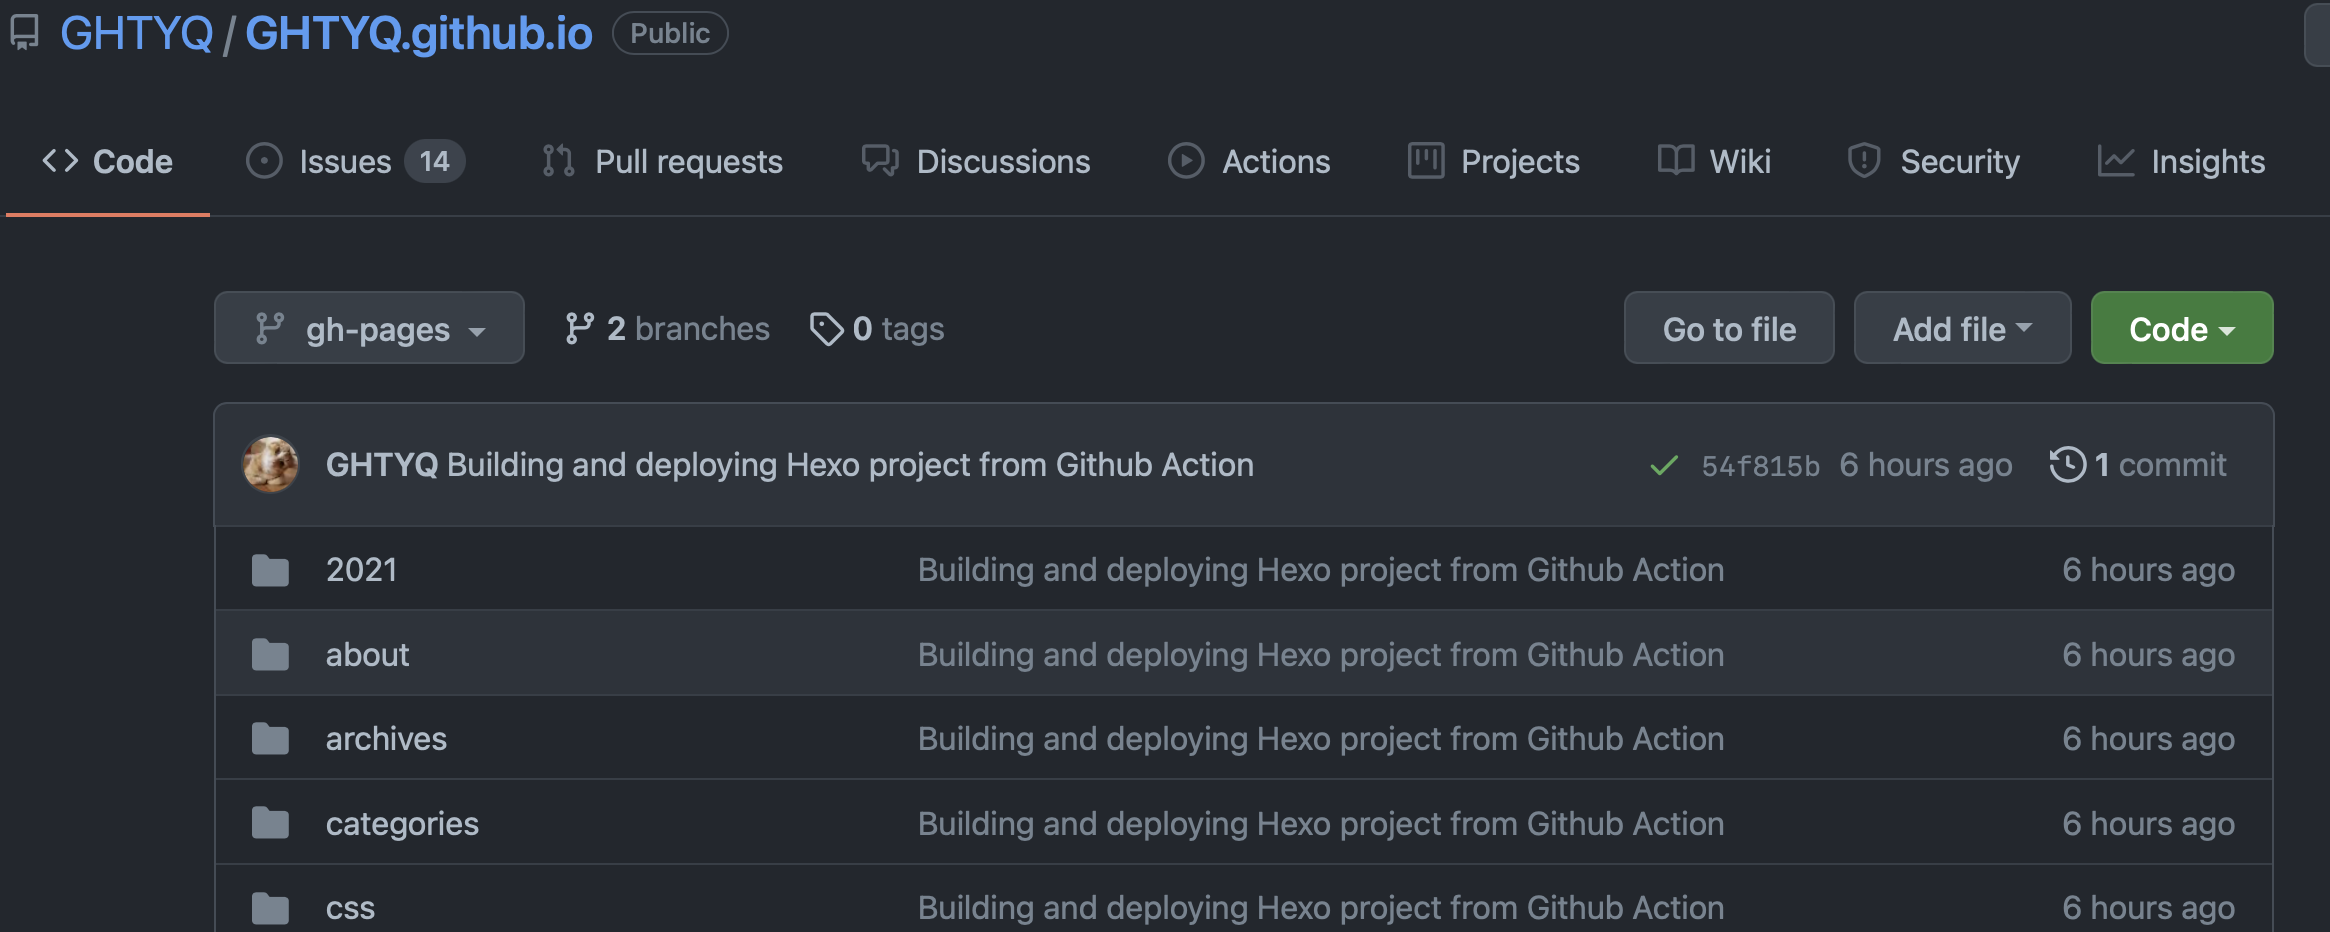 GHTYQ / GHTYQ.github.io Public
Code Issues 14 Pull requests Discussions Actions Projects Wiki Security Insights
gh-pages 2 branches 0 tags Go to file Add file Code
GHTYQ Building and deploying Hexo project from Github Action 54f815b 6 hours ago 1 commit
2021 Building and deploying Hexo project from Github Action 6 hours ago
about Building and deploying Hexo project from Github Action 6 hours ago
archives Building and deploying Hexo project from Github Action 6 hours ago
categories Building and deploying Hexo project from Github Action 6 hours ago
css Building and deploying Hexo project from Github Action 6 hours ago